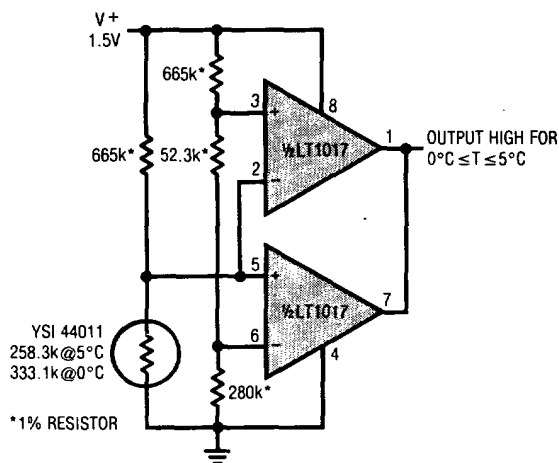 V+
1.5V
665k*
665k*
52.3k*
3
+
8
½LT1017
1
2
−
OUTPUT HIGH FOR
0°C ≤ T ≤ 5°C
5
+
½LT1017
7
6
−
4
YSI 44011
258.3k@5°C
333.1k@0°C
280k*
*1% RESISTOR